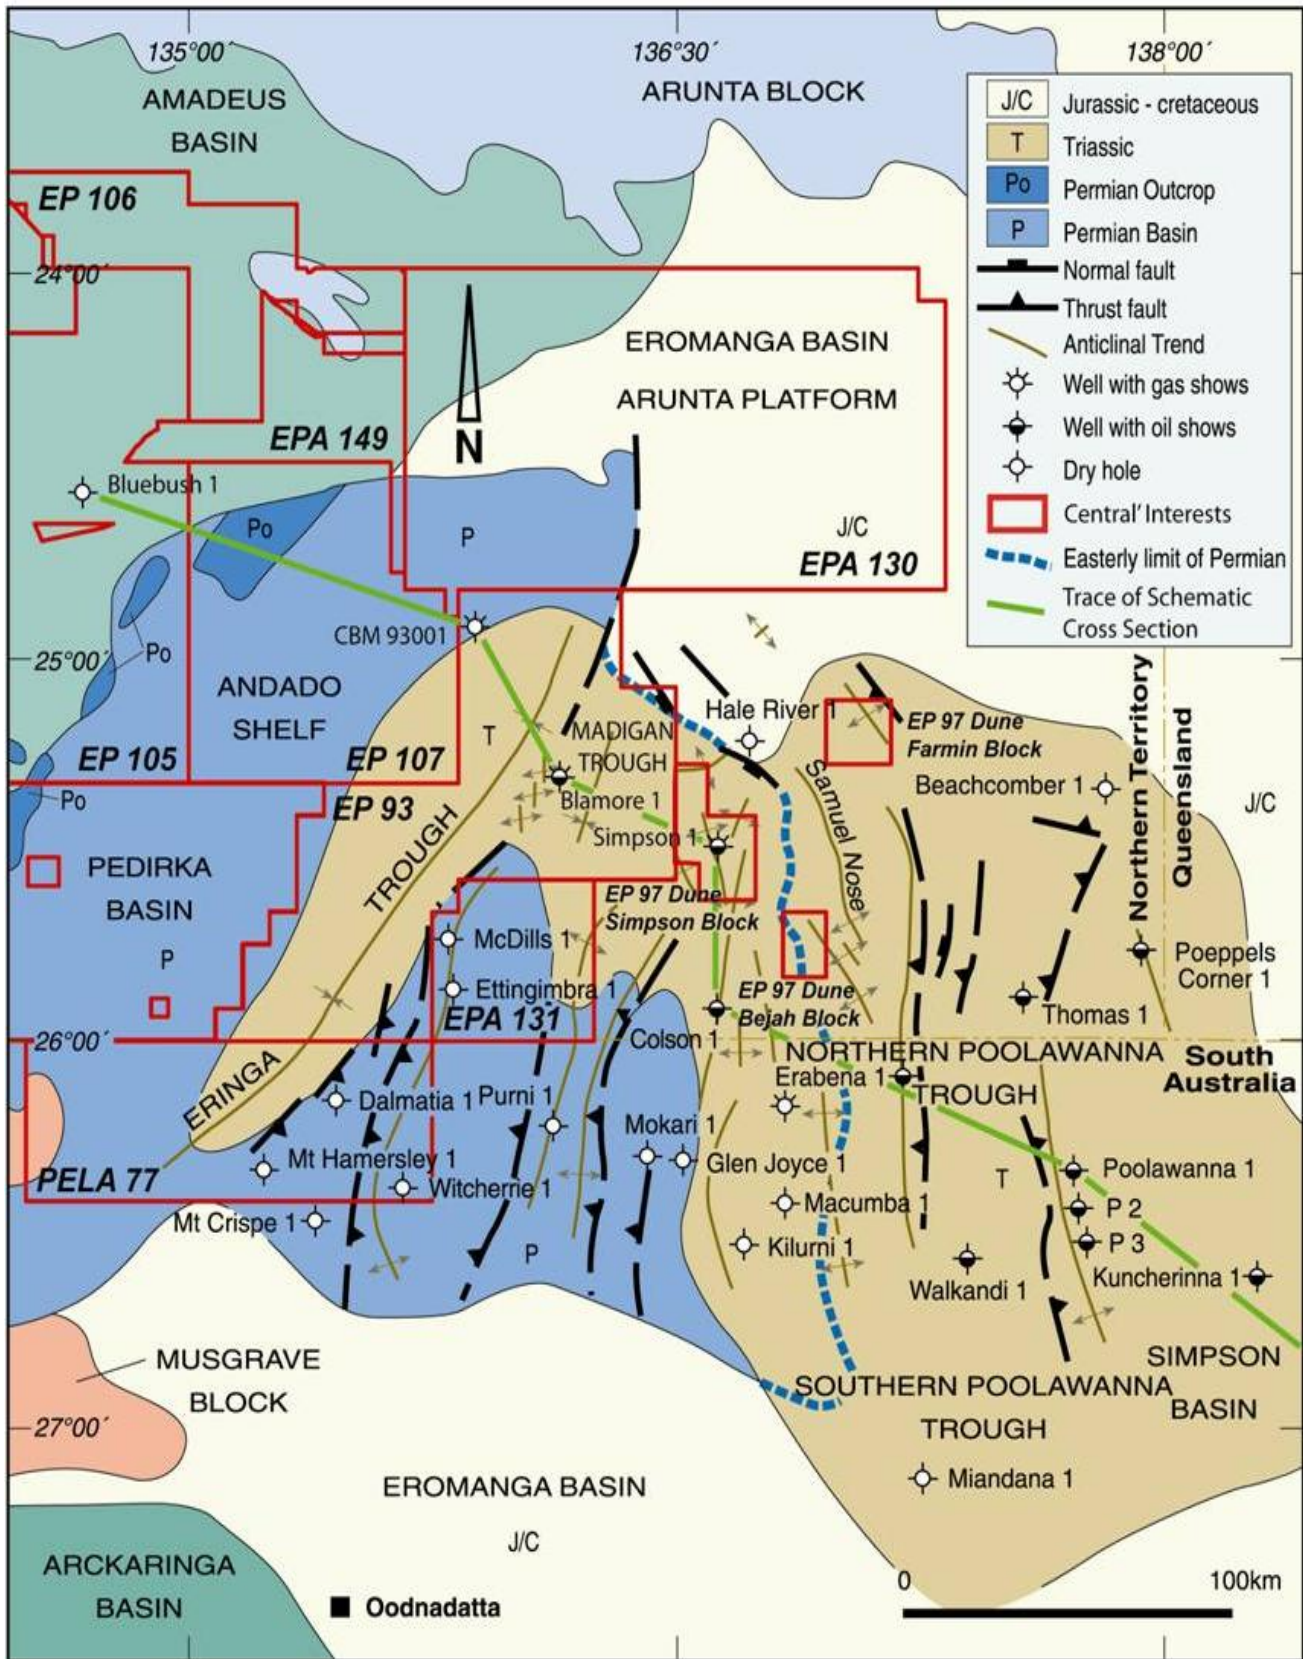 135°00´
136°30´
138°00´
AMADEUS
BASIN
ARUNTA BLOCK
J/C
Jurassic - cretaceous
T
Triassic
Po
Permian Outcrop
P
Permian Basin
Normal fault
Thrust fault
Anticlinal Trend
Well with gas shows
Well with oil shows
Dry hole
Central' Interests
Easterly limit of Permian
Trace of Schematic
Cross Section
EP 106
24°00´
EROMANGA BASIN
ARUNTA PLATFORM
N
EPA 149
Bluebush 1
Po
P
J/C
EPA 130
CBM 93001
Po
25°00´
ANDADO
SHELF
EP 105
EP 107
T
MADIGAN
TROUGH
Hale River 1
EP 97 Dune
Farmin Block
Northern Territory
Queensland
Beachcomber 1
J/C
Po
EP 93
Blamore 1
Simpson 1
Samuel Nose
PEDIRKA
BASIN
P
ERINGA
TROUGH
EP 97 Dune
Simpson Block
McDills 1
Ettingimbra 1
EPA 131
EP 97 Dune
Bejah Block
Poeppels
Corner 1
Thomas 1
26°00´
Colson 1
NORTHERN POOLAWANNA
TROUGH
South
Australia
Erabena 1
Dalmatia 1
Purni 1
Mokari 1
Glen Joyce 1
Mt Hamersley 1
PELA 77
Witcherrie 1
Mt Crispe 1
P
Macumba 1
Kilurni 1
T
Poolawanna 1
P 2
P 3
Walkandi 1
Kuncherinna 1
MUSGRAVE
BLOCK
SIMPSON
BASIN
SOUTHERN POOLAWANNA
TROUGH
27°00´
Miandana 1
EROMANGA BASIN
J/C
ARCKARINGA
BASIN
Oodnadatta
0
100km